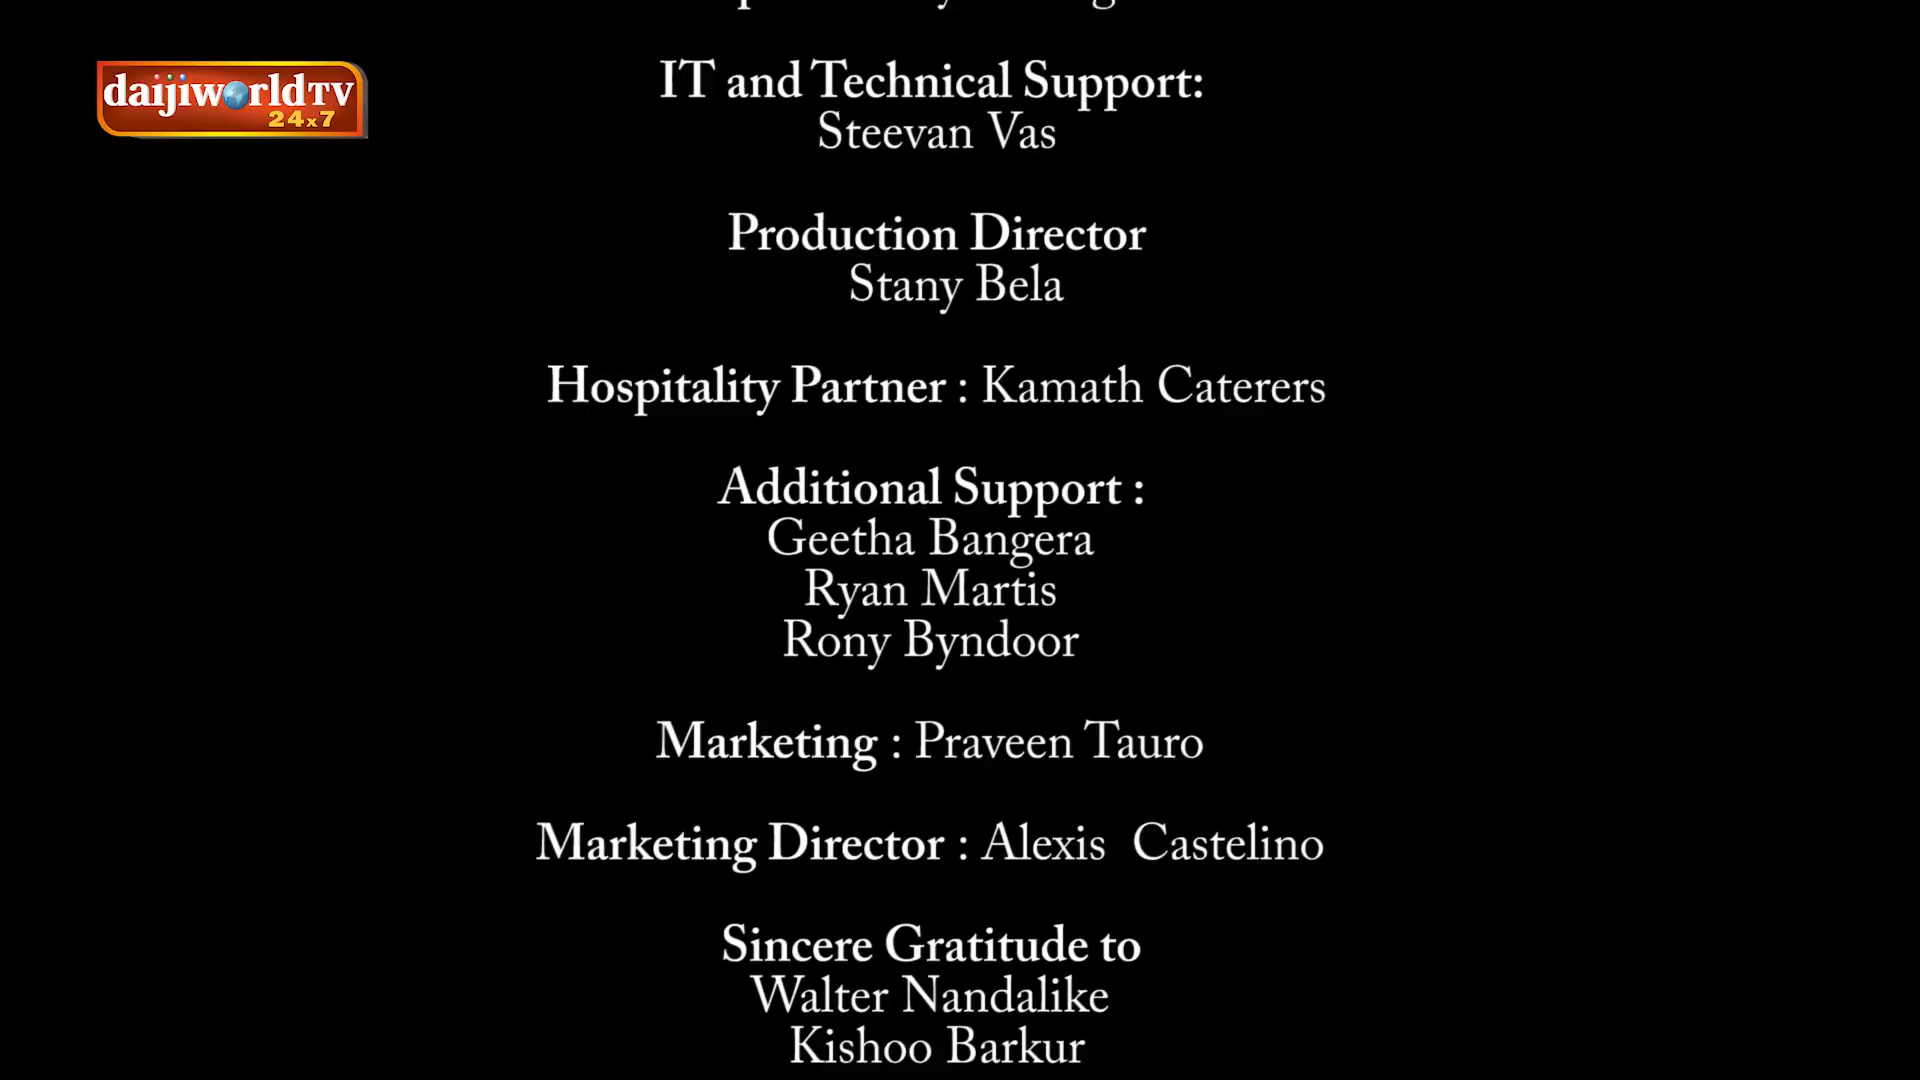 daijiworldTV
24x7
IT and Technical Support:
Steevan Vas
Production Director
Stany Bela
Hospitality Partner : Kamath Caterers
Additional Support :
Geetha Bangera
Ryan Martis
Rony Byndoor
Marketing : Praveen Tauro
Marketing Director : Alexis  Castelino
Sincere Gratitude to
Walter Nandalike
Kishoo Barkur